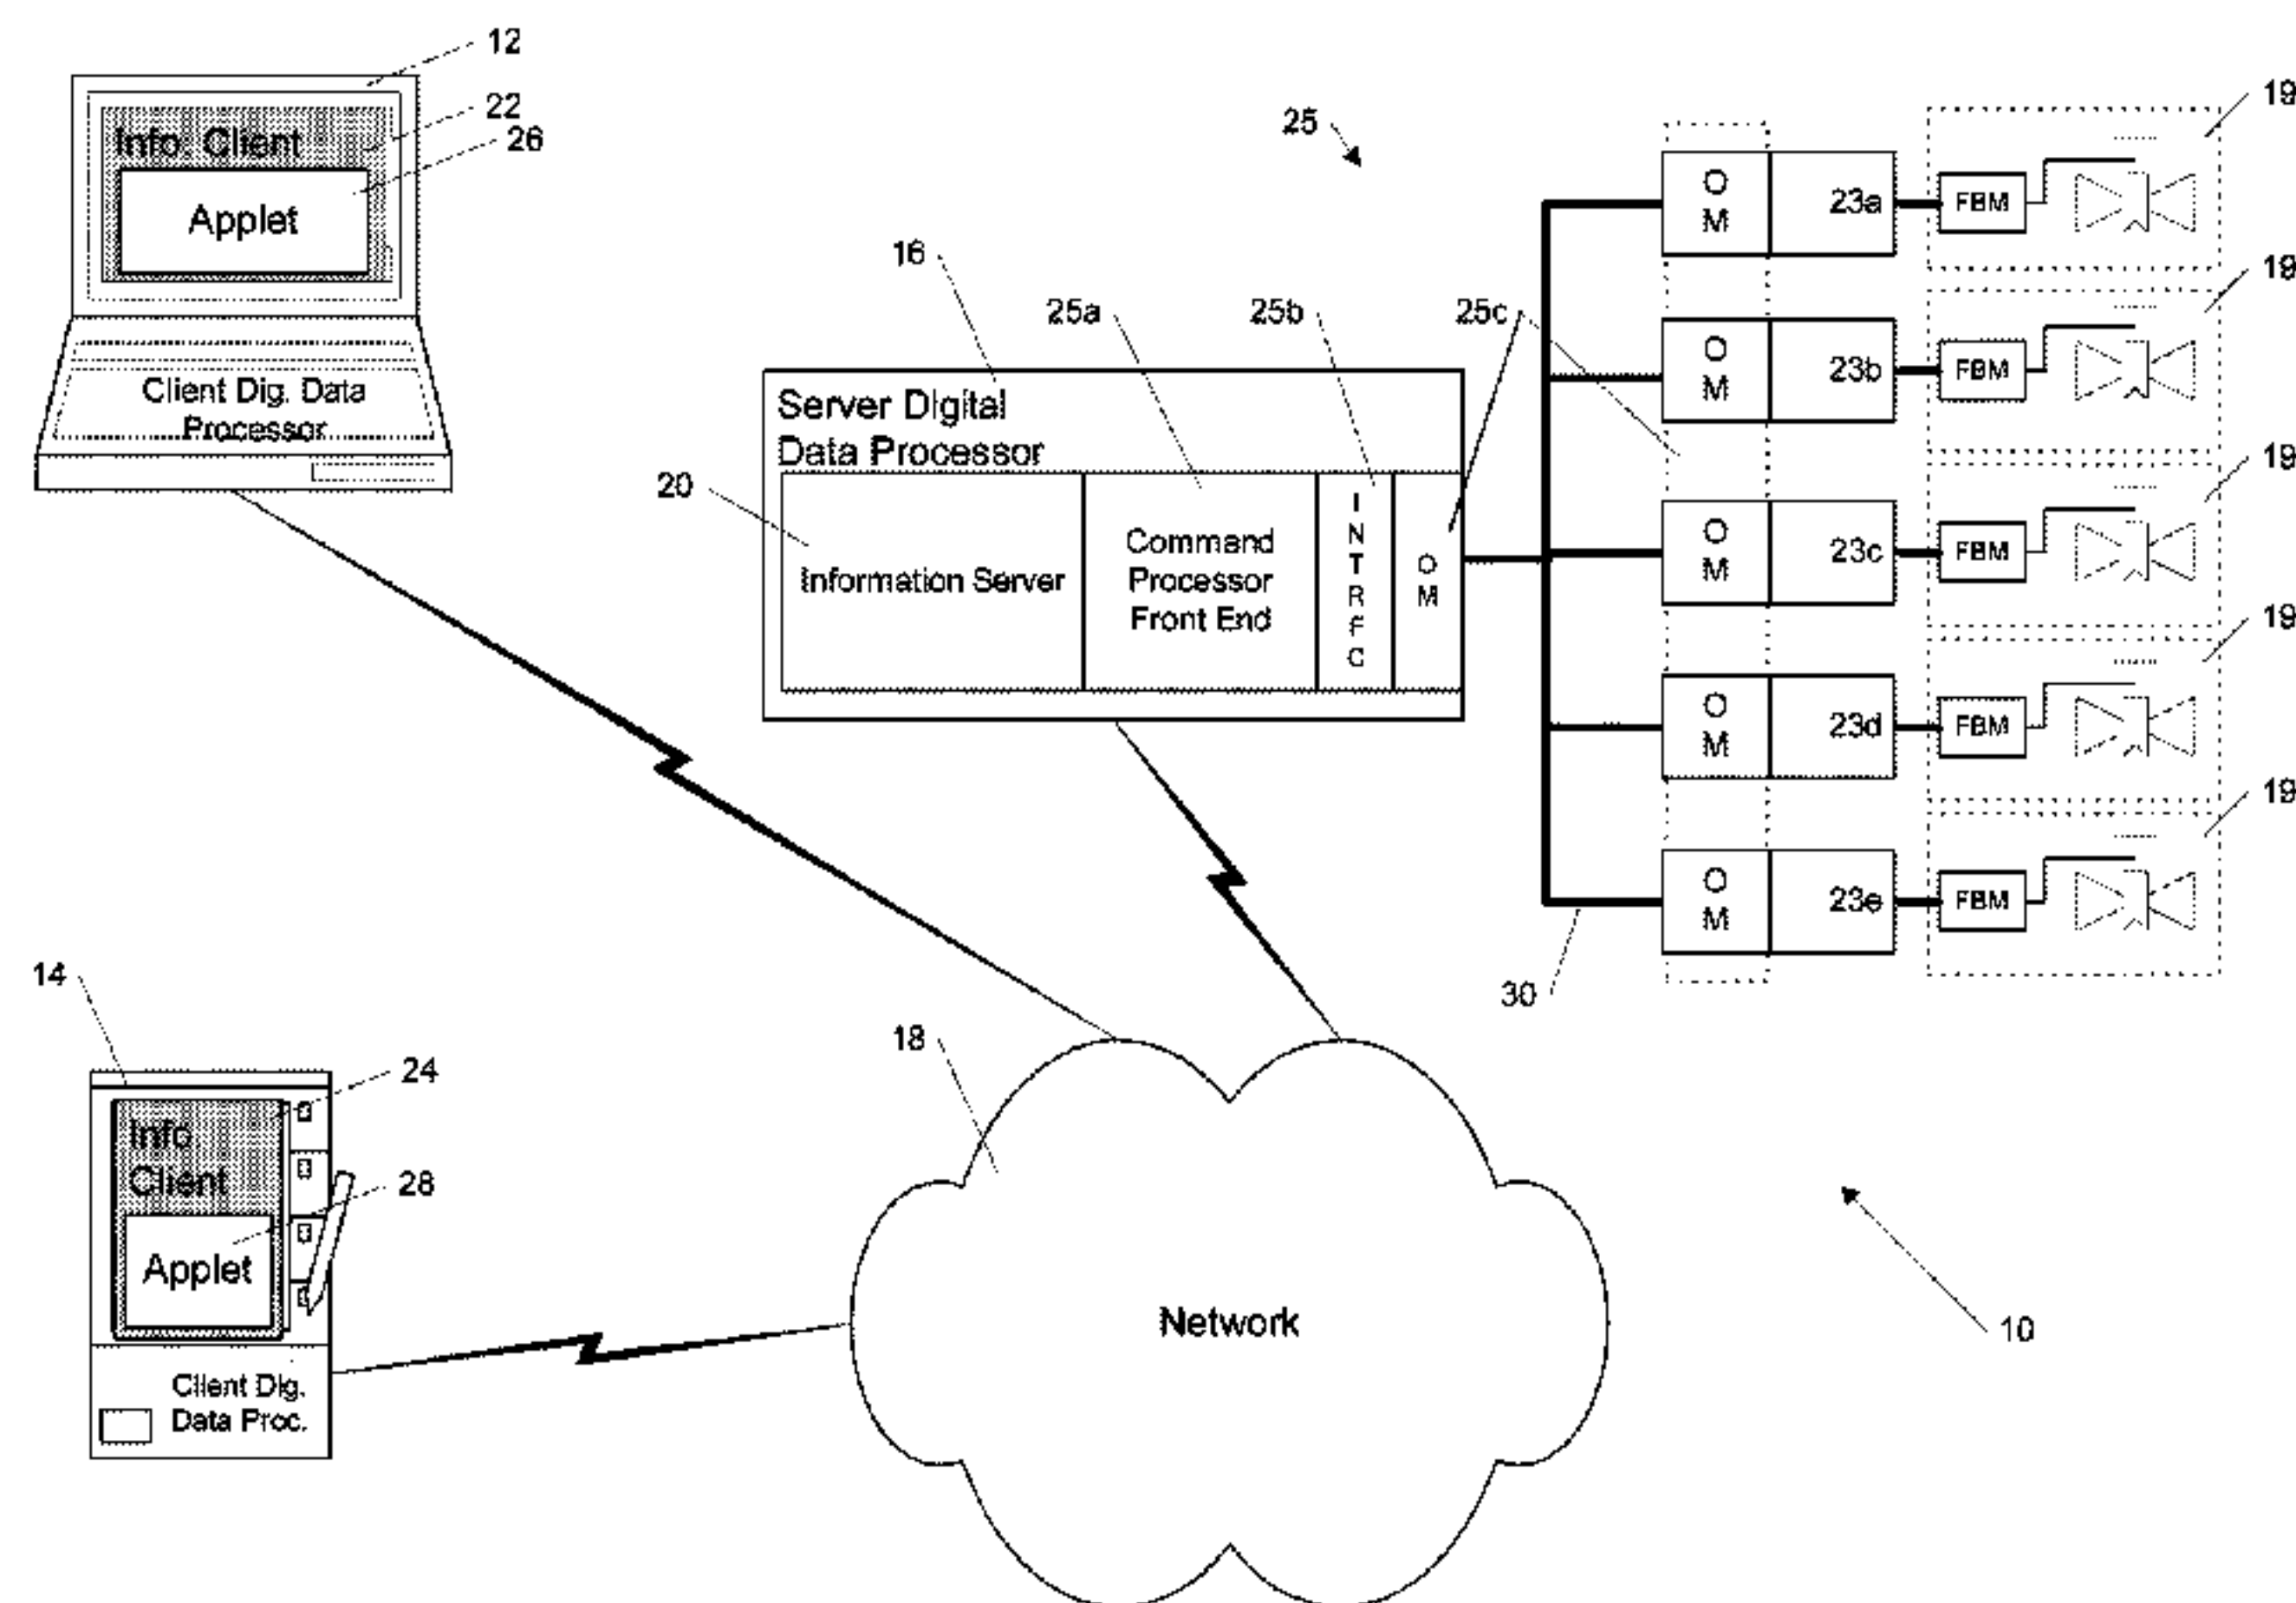 12
22
26
Info. Client
Applet
Client Dig. Data
Processor
16
25
25a
25b
25c
20
Server Digital
Data Processor
Information Server
Command
Processor
Front End
I
N
T
R
F
C
O
M
O
M
23a
FBM
19
O
M
23b
FBM
19
O
M
23c
FBM
19
O
M
23d
FBM
19
O
M
23e
FBM
19
30
14
24
Info.
Client
28
Applet
Client Dig.
Data Proc.
18
Network
10